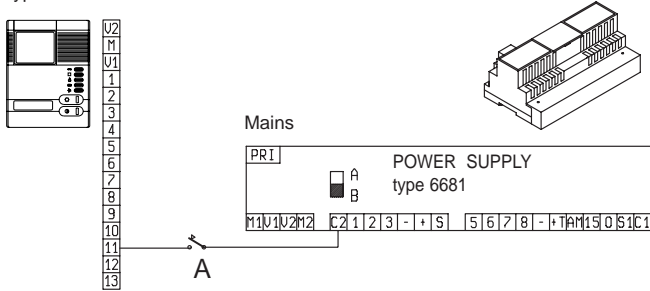 V2
M
V1
1
2
3
4
5
6
7
8
9
10
11
12
13
A
Mains
PRI
A
B
POWER SUPPLY
type 6681
M1 V1 V2 M2 C2 1 2 3 - + S 5 6 7 8 - +T AM 15 0 S1 C1